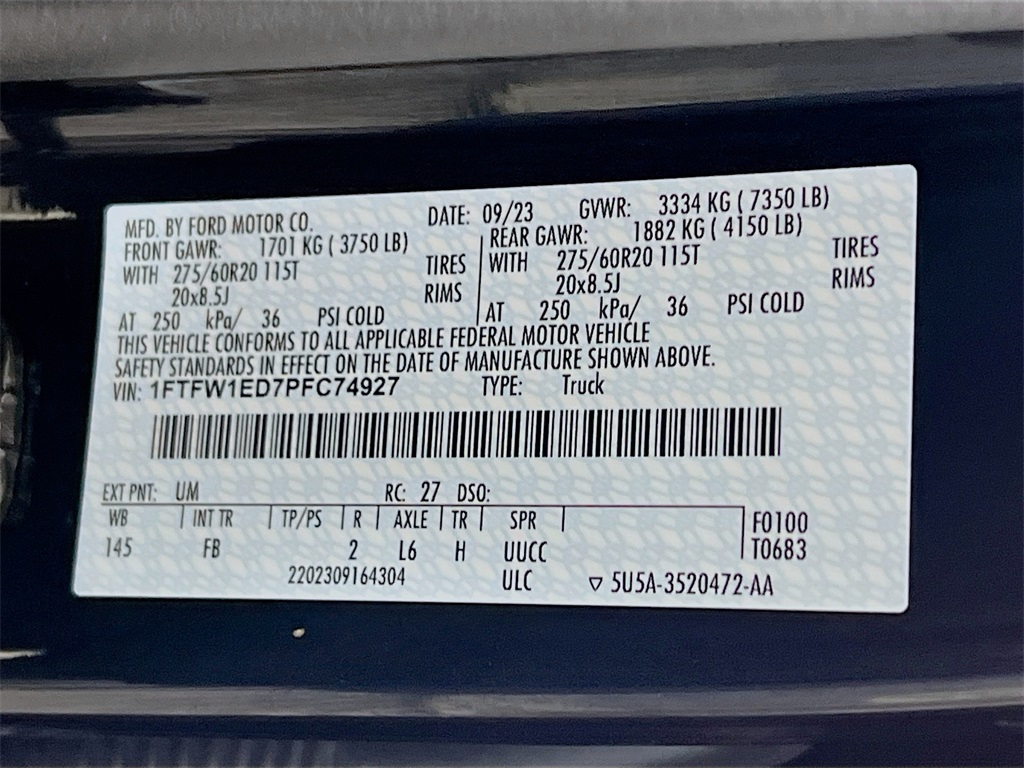 MFD. BY FORD MOTOR CO. DATE: 09/23 GVWR: 3334 KG ( 7350 LB)
FRONT GAWR: 1701 KG ( 3750 LB) REAR GAWR: 1882 KG ( 4150 LB)
WITH 275/60R20 115T TIRES WITH 275/60R20 115T TIRES
20x8.5J RIMS 20x8.5J RIMS
AT 250 kPa/ 36 PSI COLD AT 250 kPa/ 36 PSI COLD
THIS VEHICLE CONFORMS TO ALL APPLICABLE FEDERAL MOTOR VEHICLE
SAFETY STANDARDS IN EFFECT ON THE DATE OF MANUFACTURE SHOWN ABOVE.
VIN: 1FTFW1ED7PFC74927 TYPE: Truck
EXT PNT: UM RC: 27 DSO:
WB INT TR TP/PS R AXLE TR SPR F0100
145 FB 2 L6 H UUCC T0683
2202309164304 ULC ▽ 5U5A-3520472-AA